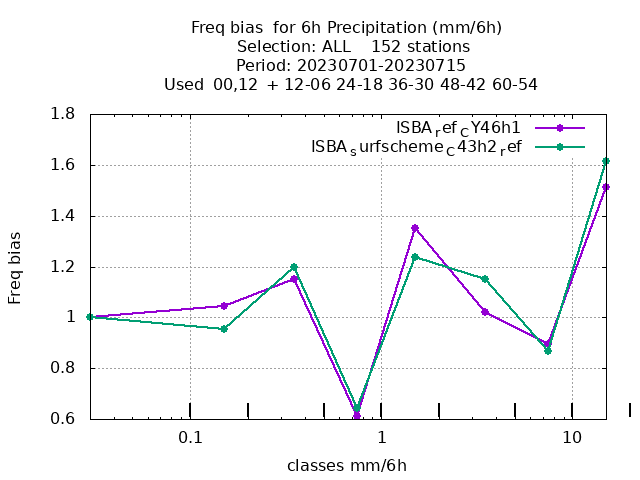 Freq bias  for 6h Precipitation (mm/6h)
Selection: ALL    152 stations
Period: 20230701-20230715
Used  00,12  + 12-06 24-18 36-30 48-42 60-54
ISBA_ref_CY46h1
ISBA_surfscheme_C43h2_ref
1.8
1.6
1.4
1.2
1
0.8
0.6
Freq bias
0.1 1 10
classes mm/6h